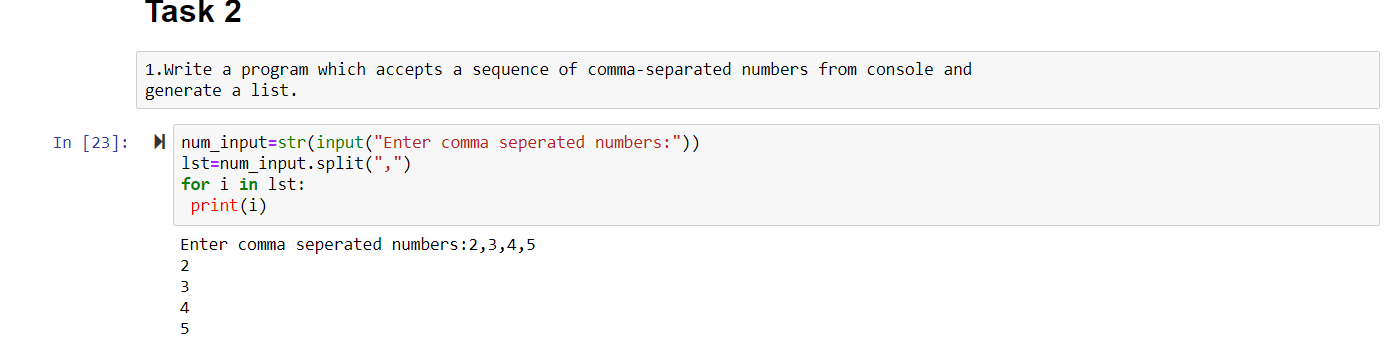 Task 2
1.Write a program which accepts a sequence of comma-separated numbers from console and
generate a list.
In [23]:
num_input=str(input("Enter comma seperated numbers:"))
lst=num_input.split(",")
for i in lst:
 print(i)
Enter comma seperated numbers:2,3,4,5
2
3
4
5